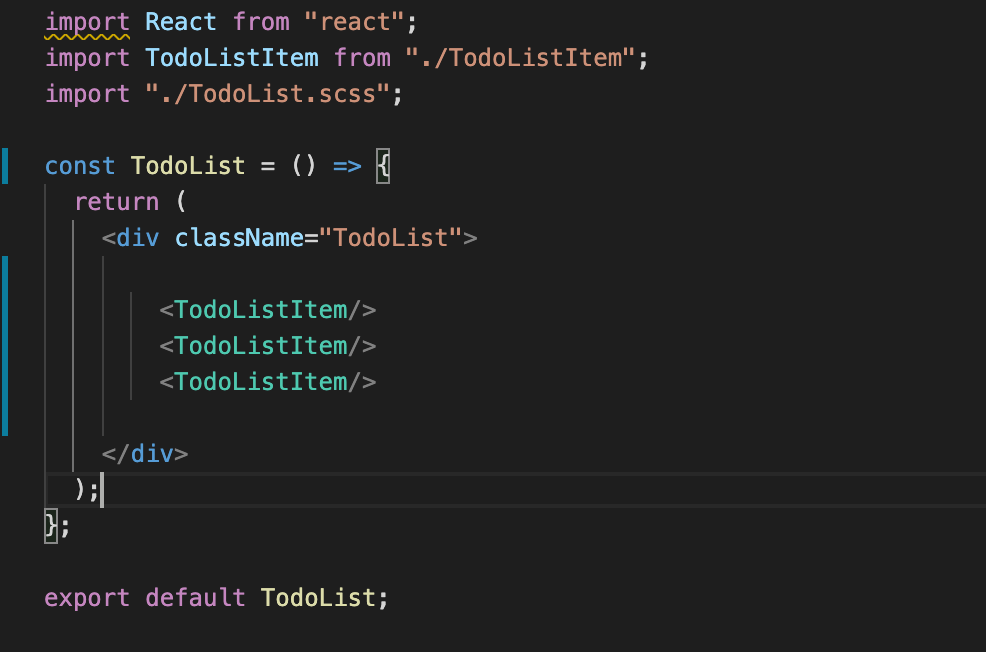 import React from "react";
import TodoListItem from "./TodoListItem";
import "./TodoList.scss";
const TodoList = () => {
return (
<div className="TodoList">
<TodoListItem/>
<TodoListItem/>
<TodoListItem/>
</div>
);
};
export default TodoList;